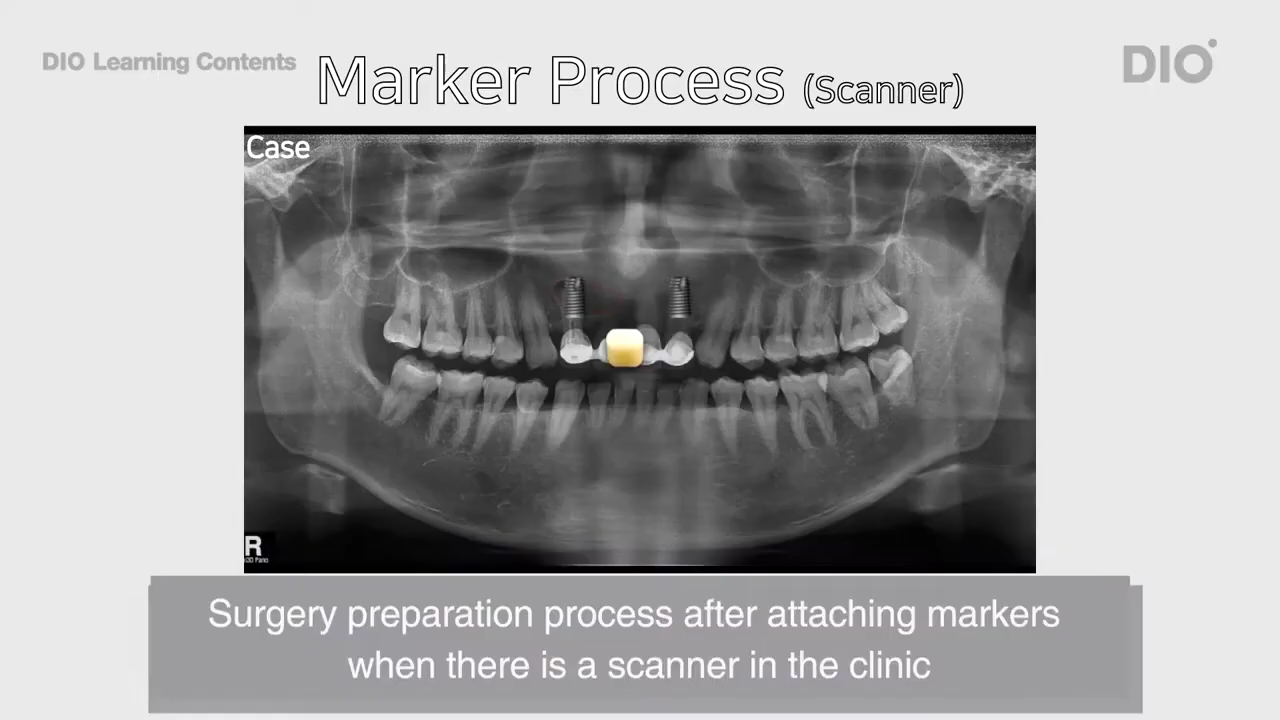 DIO Learning Contents
DIO
Marker Process (Scanner)
Case
R
Surgery preparation process after attaching markers
when there is a scanner in the clinic